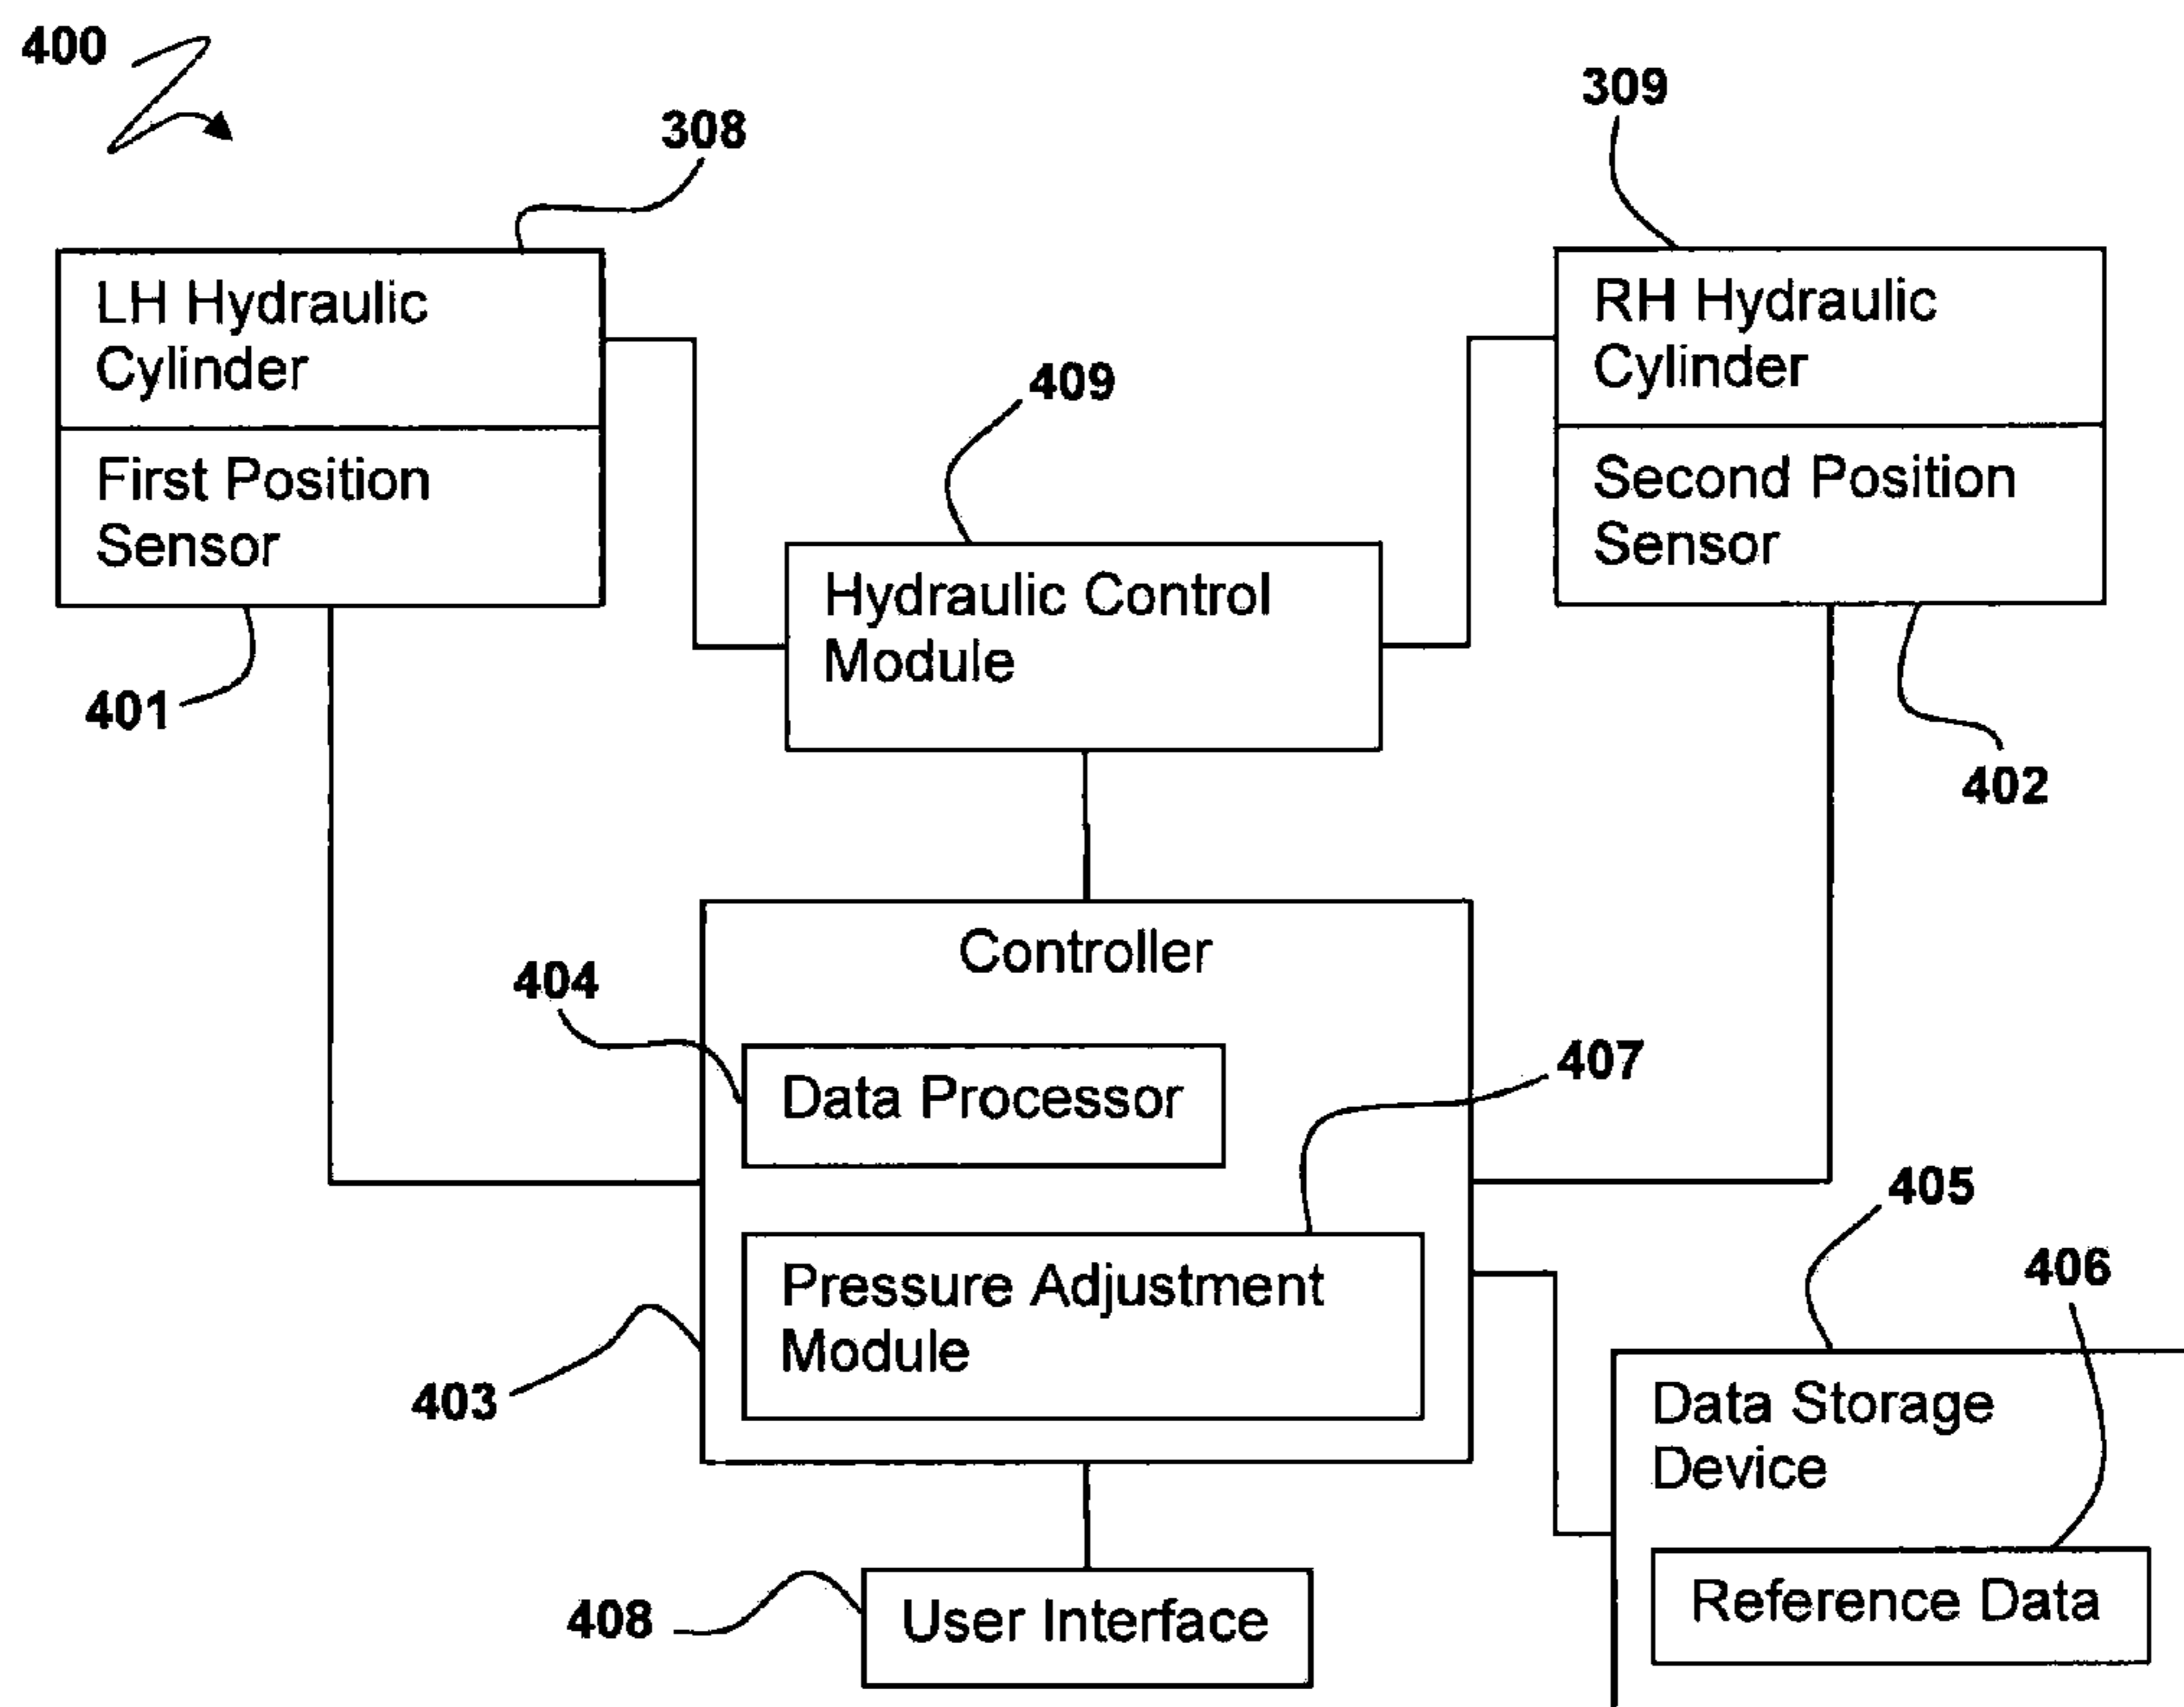 400
308
309
LH Hydraulic
Cylinder
First Position
Sensor
401
409
Hydraulic Control
Module
RH Hydraulic
Cylinder
Second Position
Sensor
402
Controller
404
Data Processor
407
Pressure Adjustment
Module
403
405
406
Data Storage
Device
Reference Data
408
User Interface